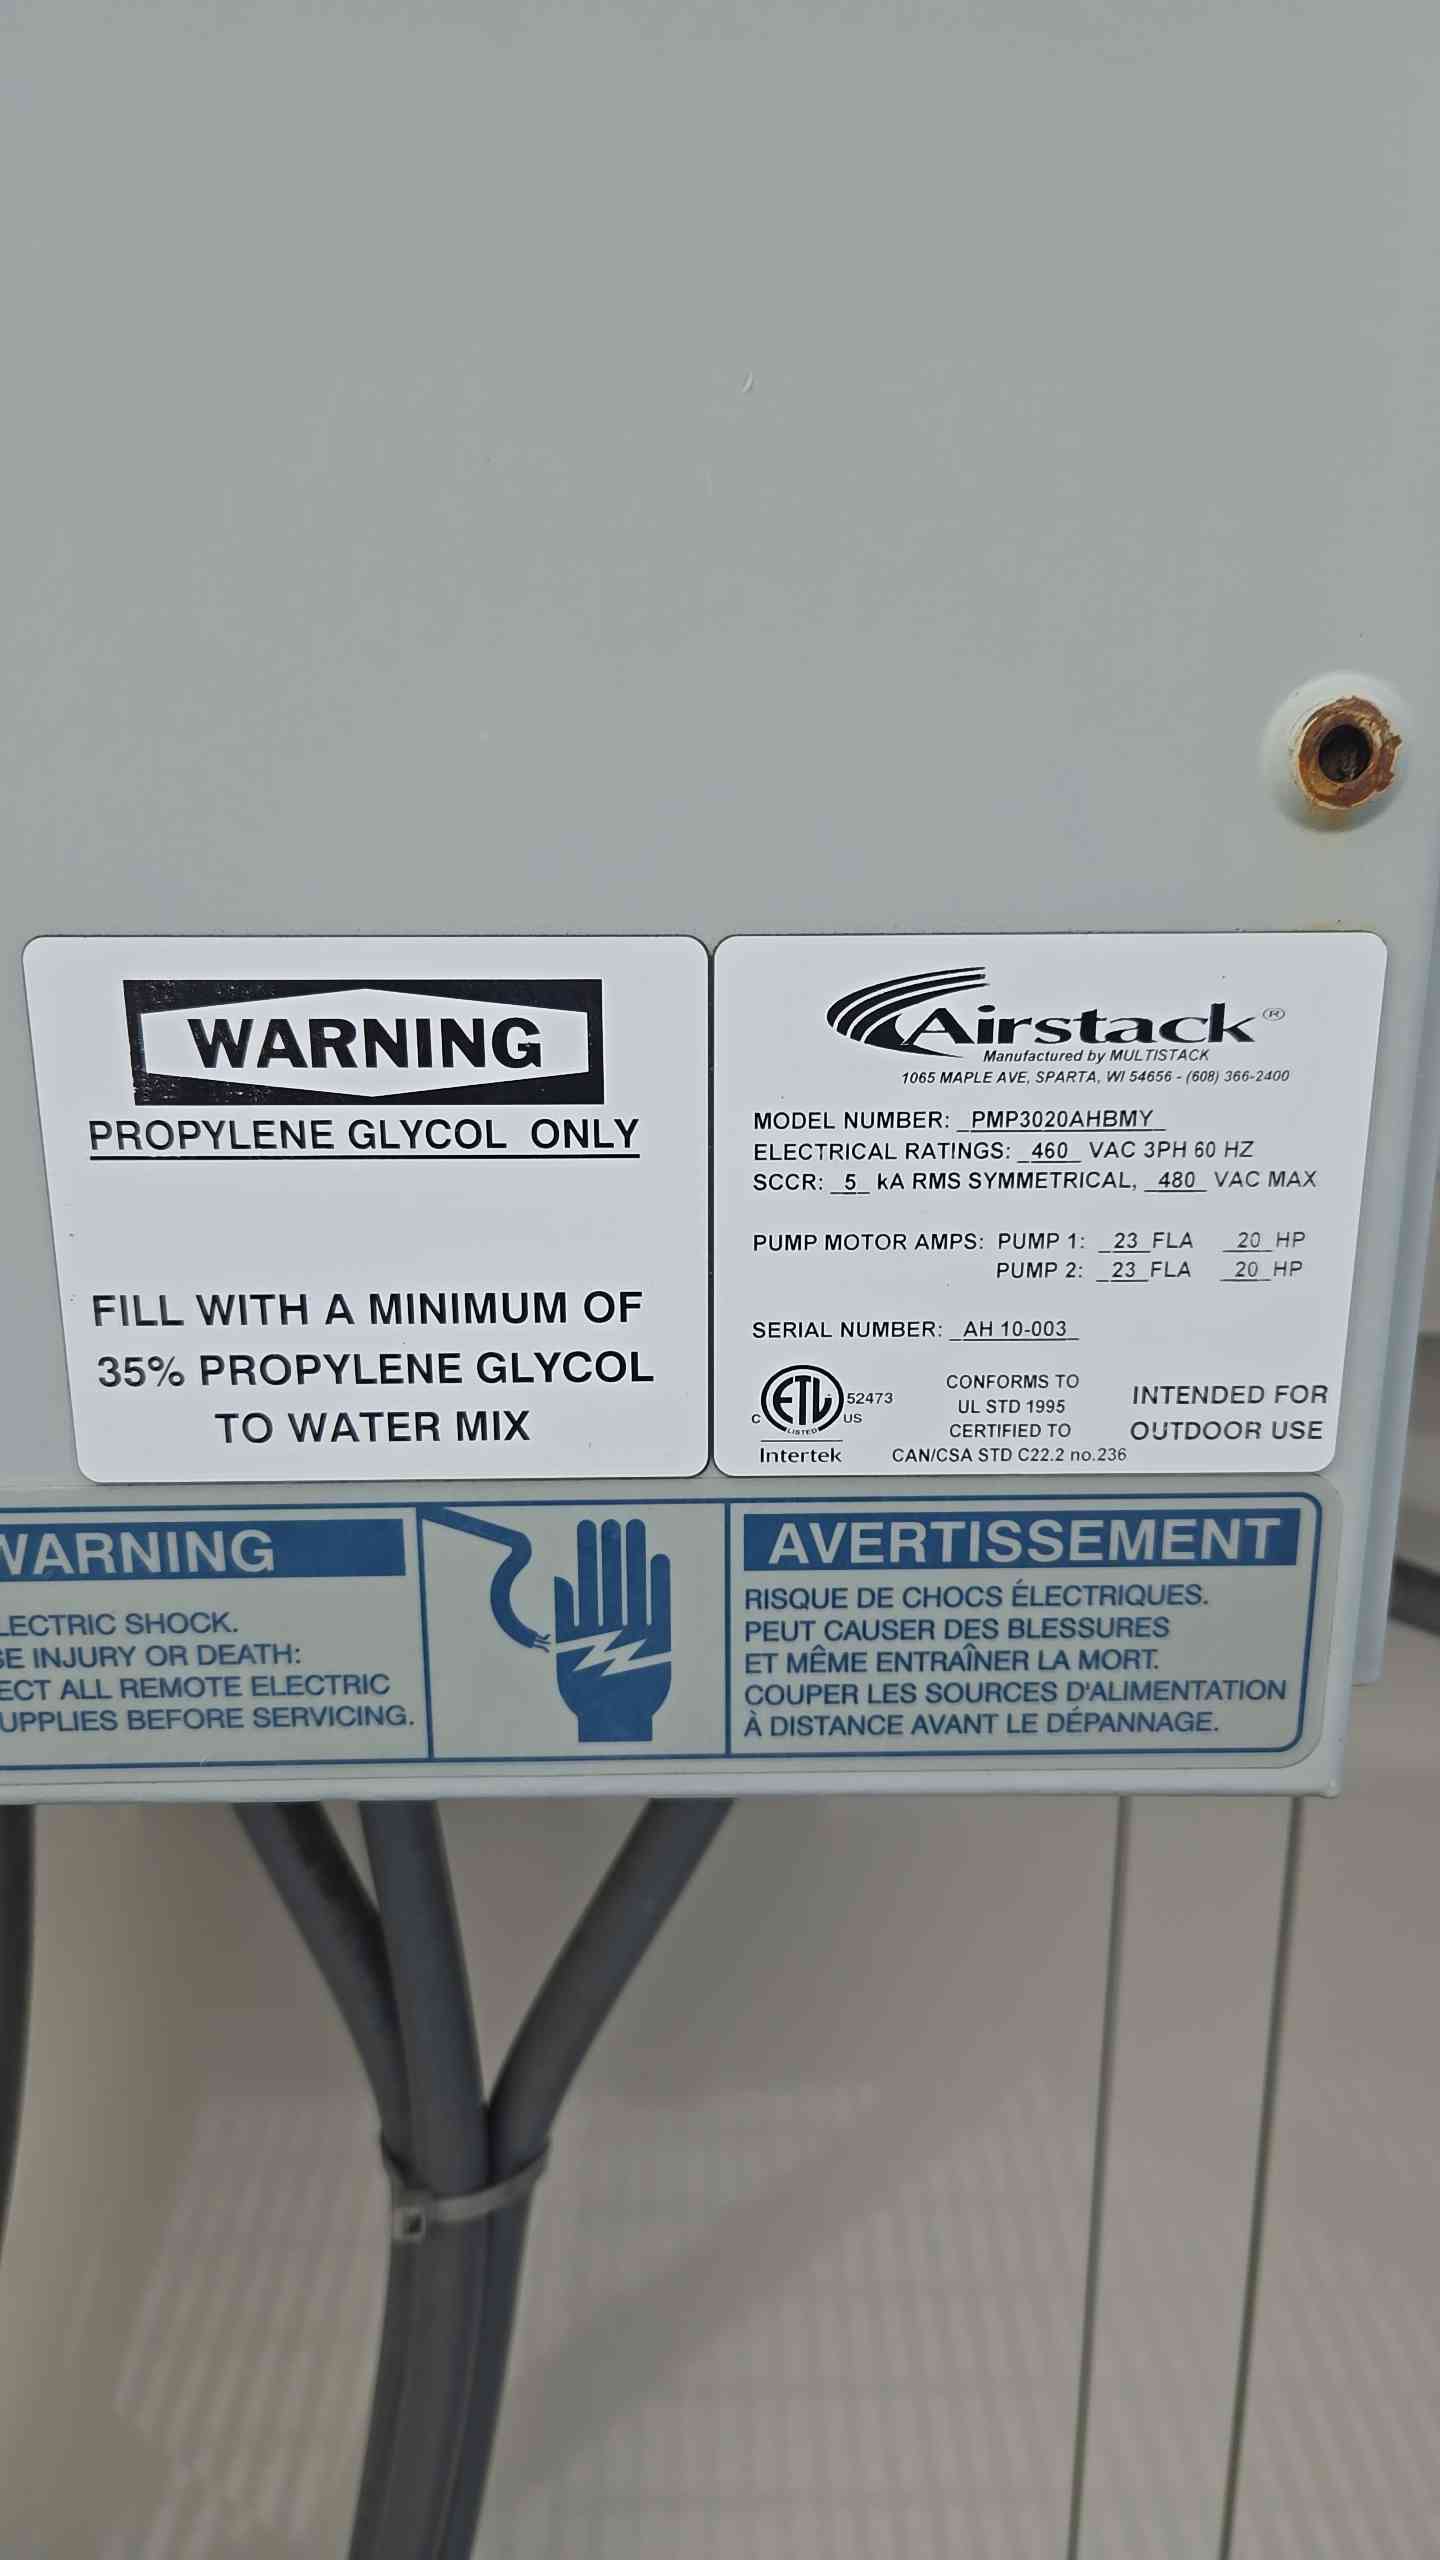 WARNING
PROPYLENE GLYCOL ONLY
FILL WITH A MINIMUM OF
35% PROPYLENE GLYCOL
TO WATER MIX
Airstack®
Manufactured by MULTISTACK
1065 MAPLE AVE, SPARTA, WI 54656 - (608) 366-2400
MODEL NUMBER: PMP3020AHBMY
ELECTRICAL RATINGS: 460 VAC 3PH 60 HZ
SCCR: 5 kA RMS SYMMETRICAL, 480 VAC MAX
PUMP MOTOR AMPS: PUMP 1: 23 FLA 20 HP
PUMP 2: 23 FLA 20 HP
SERIAL NUMBER: AH 10-003
ETL LISTED
C US
52473
Intertek
CONFORMS TO
UL STD 1995
CERTIFIED TO
CAN/CSA STD C22.2 no.236
INTENDED FOR
OUTDOOR USE
WARNING
LECTRIC SHOCK.
SE INJURY OR DEATH:
ECT ALL REMOTE ELECTRIC
UPPLIES BEFORE SERVICING.
AVERTISSEMENT
RISQUE DE CHOCS ÉLECTRIQUES.
PEUT CAUSER DES BLESSURES
ET MÊME ENTRAÎNER LA MORT.
COUPER LES SOURCES D'ALIMENTATION
À DISTANCE AVANT LE DÉPANNAGE.